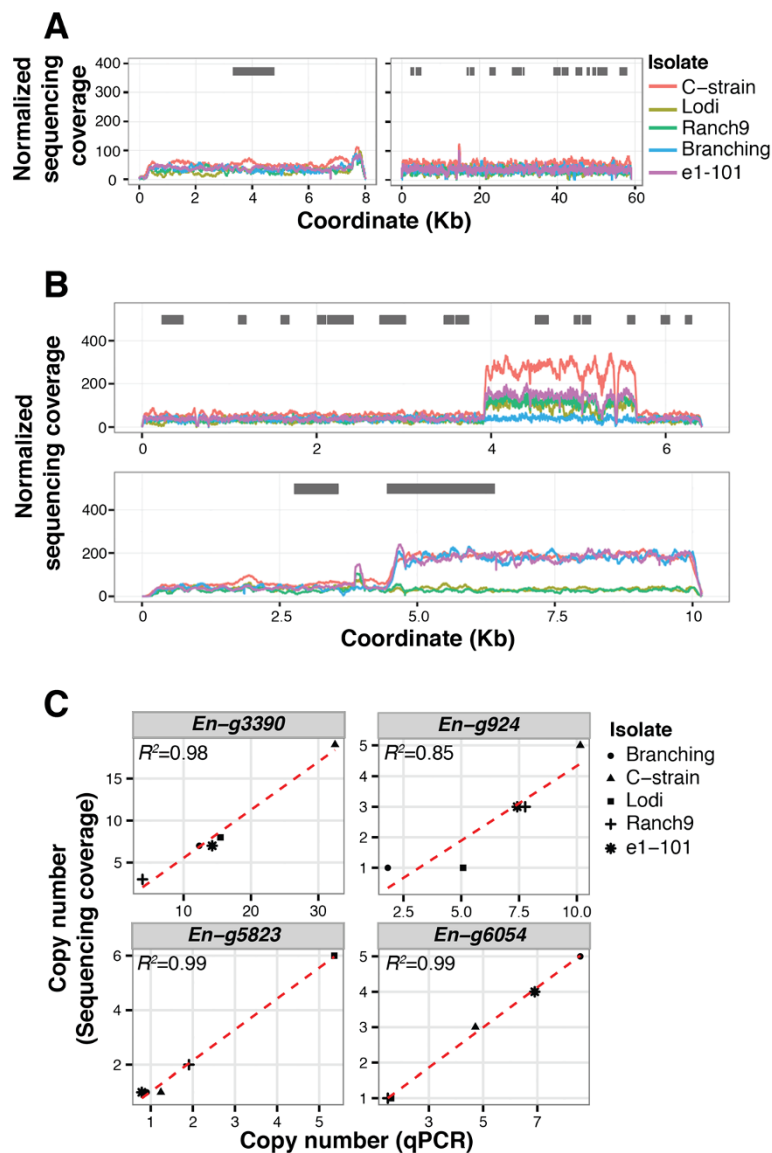 A
Normalized
sequencing
coverage
400
300
200
100
0
0 2 4 6 8
0 20 40 60
Coordinate (Kb)
Isolate
C-strain
Lodi
Ranch9
Branching
e1-101
B
Normalized
sequencing coverage
400
200
0
0 2 4 6
400
200
0
0 2.5 5.0 7.5 10
Coordinate (Kb)
C
En-g3390
R²=0.98
15
10
5
10 20 30
En-g924
R²=0.85
5
4
3
2
1
2.5 5.0 7.5 10.0
Isolate
Branching
C-strain
Lodi
Ranch9
e1-101
Copy number
(Sequencing coverage)
En-g5823
R²=0.99
6
4
2
1 2 3 4 5
En-g6054
R²=0.99
5
4
3
2
1
3 5 7
Copy number (qPCR)